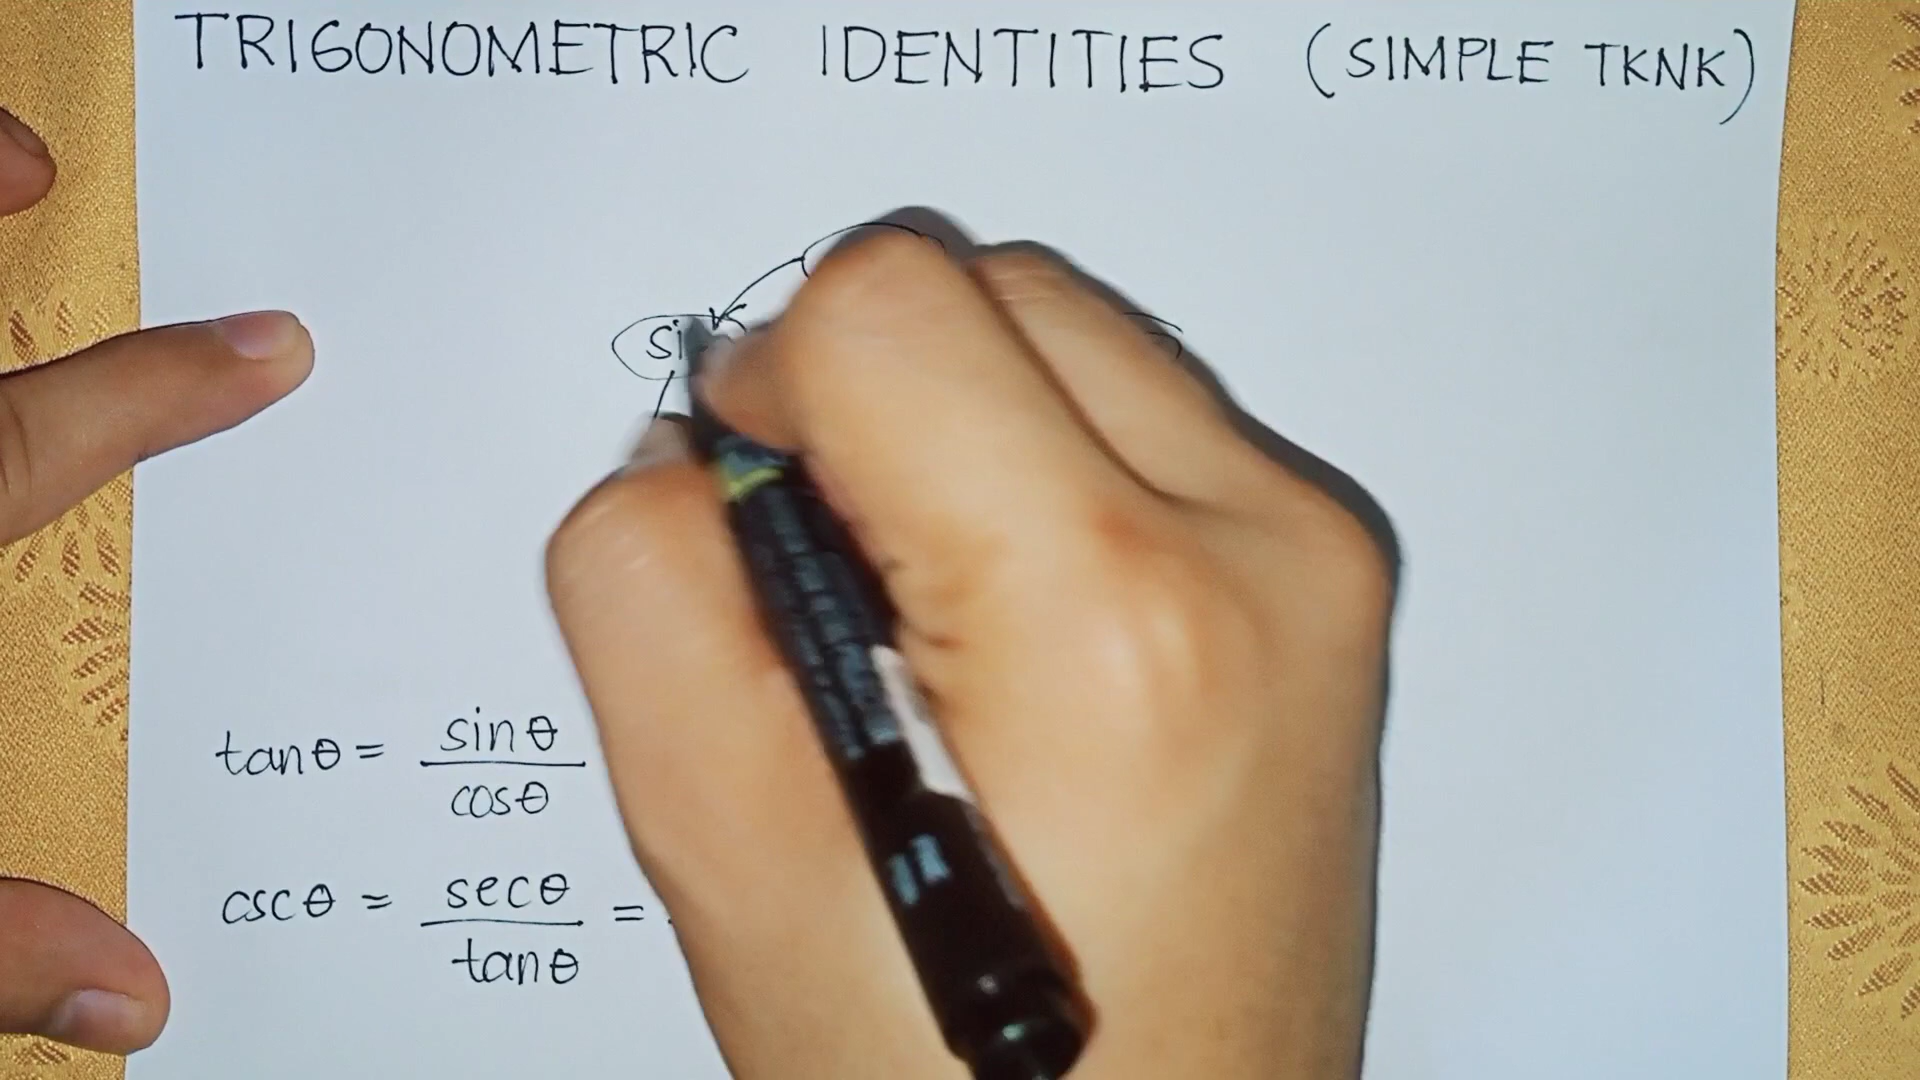 TRIGONOMETRIC IDENTITIES (SIMPLE TKNK)
tanθ = sinθ
cosθ
cscθ = secθ =
tanθ